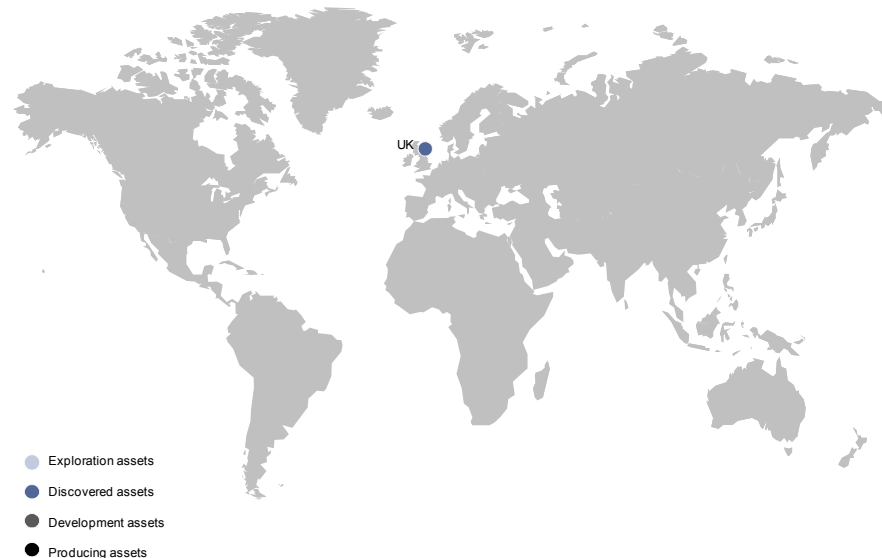 UK
Exploration assets
Discovered assets
Development assets
Producing assets